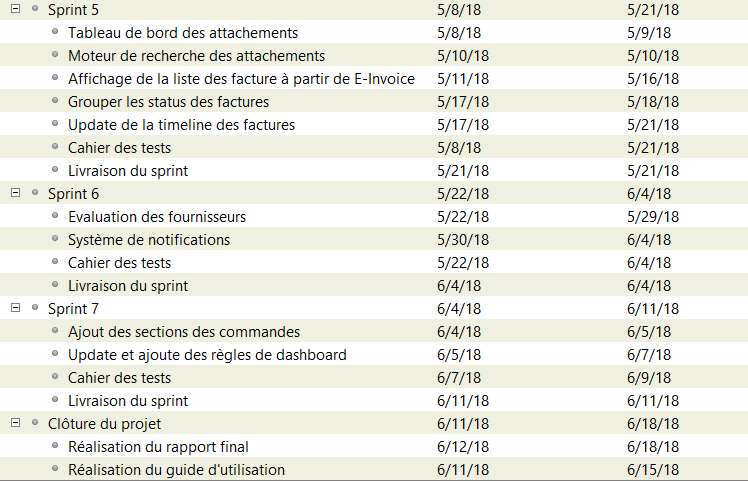 Sprint 5 5/8/18 5/21/18
Tableau de bord des attachements 5/8/18 5/9/18
Moteur de recherche des attachements 5/10/18 5/10/18
Affichage de la liste des facture à partir de E-Invoice 5/11/18 5/16/18
Grouper les status des factures 5/17/18 5/18/18
Update de la timeline des factures 5/17/18 5/21/18
Cahier des tests 5/8/18 5/21/18
Livraison du sprint 5/21/18 5/21/18
Sprint 6 5/22/18 6/4/18
Evaluation des fournisseurs 5/22/18 5/29/18
Système de notifications 5/30/18 6/4/18
Cahier des tests 5/22/18 6/4/18
Livraison du sprint 6/4/18 6/4/18
Sprint 7 6/4/18 6/11/18
Ajout des sections des commandes 6/4/18 6/5/18
Update et ajoute des règles de dashboard 6/5/18 6/7/18
Cahier des tests 6/7/18 6/9/18
Livraison du sprint 6/11/18 6/11/18
Clôture du projet 6/11/18 6/18/18
Réalisation du rapport final 6/12/18 6/18/18
Réalisation du guide d'utilisation 6/11/18 6/15/18